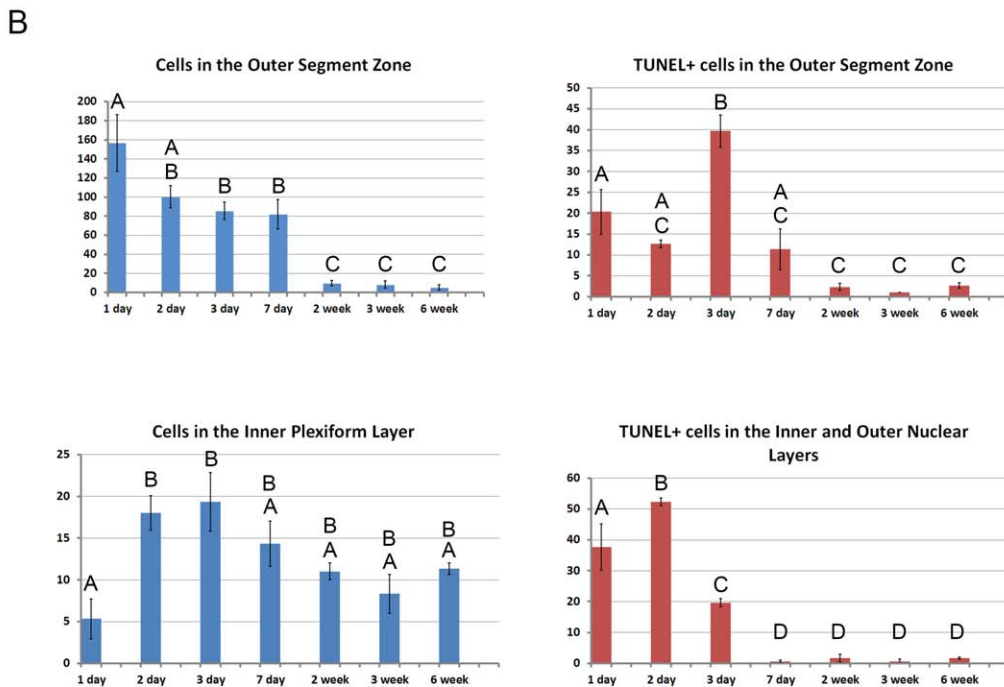 B
Cells in the Outer Segment Zone
200
180
160
140
120
100
80
60
40
20
0
A
A
B
B
B
C
C
C
1 day 2 day 3 day 7 day 2 week 3 week 6 week
TUNEL+ cells in the Outer Segment Zone
50
45
40
35
30
25
20
15
10
5
0
A
A
C
B
A
C
C
C
C
1 day 2 day 3 day 7 day 2 week 3 week 6 week
Cells in the Inner Plexiform Layer
25
20
15
10
5
0
A
B
B
B
A
B
A
B
A
B
A
1 day 2 day 3 day 7 day 2 week 3 week 6 week
TUNEL+ cells in the Inner and Outer Nuclear
Layers
60
50
40
30
20
10
0
A
B
C
D
D
D
D
1 day 2 day 3 day 7 day 2 week 3 week 6 week